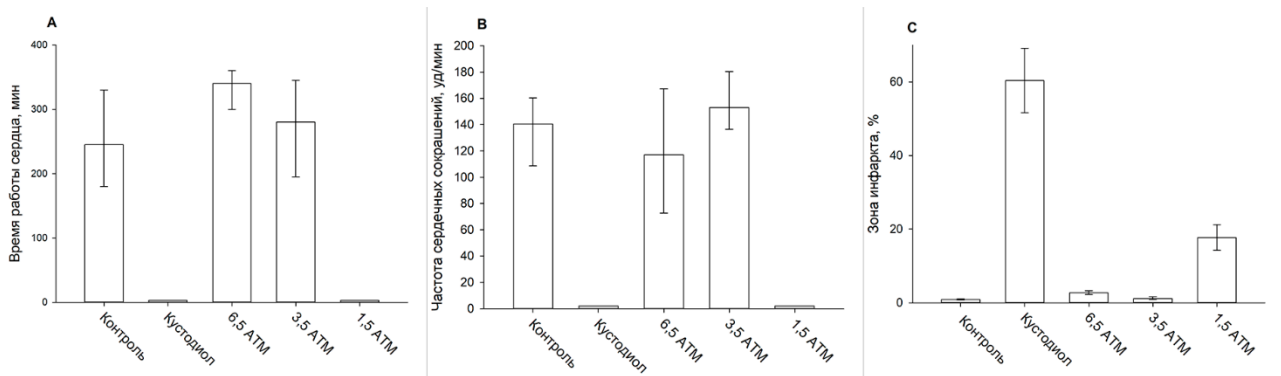 A
Время работы сердца, мин
400
300
200
100
0
Контроль
Кустодиол
6,5 АТМ
3,5 АТМ
1,5 АТМ
B
Частота сердечных сокрашений, уд/мин
200
180
160
140
120
100
80
60
40
20
0
Контроль
Кустодиол
6,5 АТМ
3,5 АТМ
1,5 АТМ
C
Зона инфаркта, %
60
40
20
0
Контроль
Кустодиол
6,5 АТМ
3,5 АТМ
1,5 АТМ